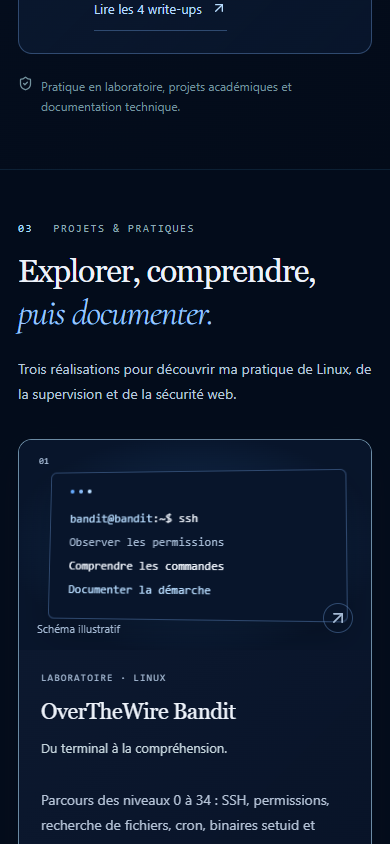 Lire les 4 write-ups
Pratique en laboratoire, projets académiques et
documentation technique.
03 PROJETS & PRATIQUES
Explorer, comprendre,
puis documenter.
Trois réalisations pour découvrir ma pratique de Linux, de
la supervision et de la sécurité web.
01
bandit@bandit:~$ ssh
Observer les permissions
Comprendre les commandes
Documenter la démarche
Schéma illustratif
LABORATOIRE · LINUX
OverTheWire Bandit
Du terminal à la compréhension.
Parcours des niveaux 0 à 34 : SSH, permissions,
recherche de fichiers, cron, binaires setuid et